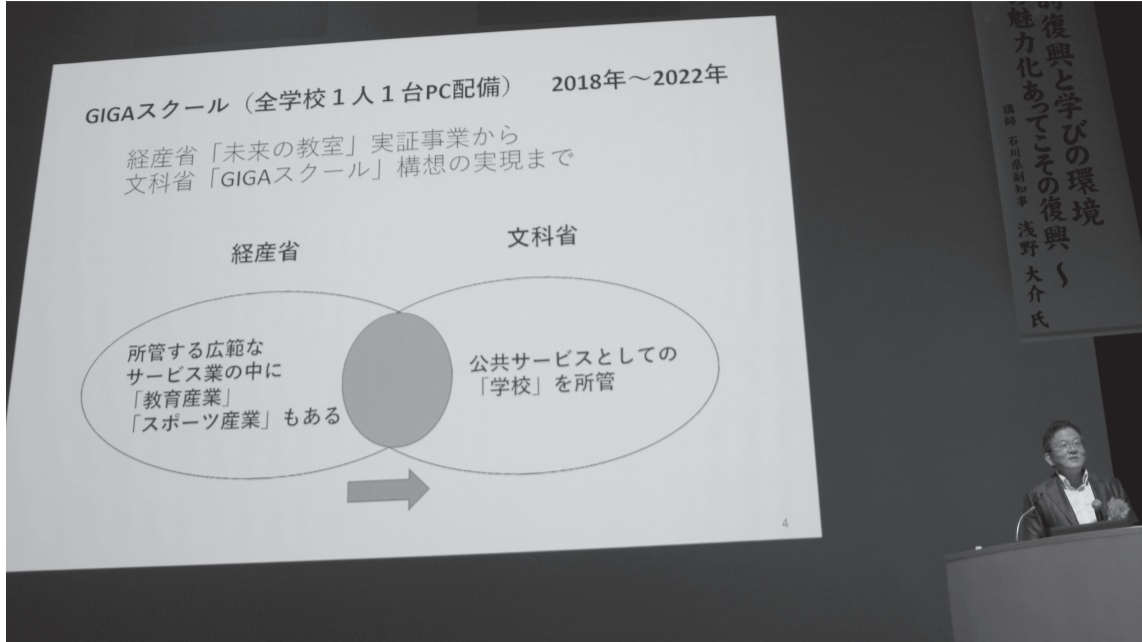 GIGAスクール（全学校１人１台PC配備）　2018年～2022年
経産省「未来の教室」実証事業から
文科省「GIGAスクール」構想の実現まで
経産省
文科省
所管する広範な
サービス業の中に
「教育産業」
「スポーツ産業」もある
公共サービスとしての
「学校」を所管
4
復興と学びの環境
魅力化あってこその復興～
講師 石川県副知事 浅野 大介 氏